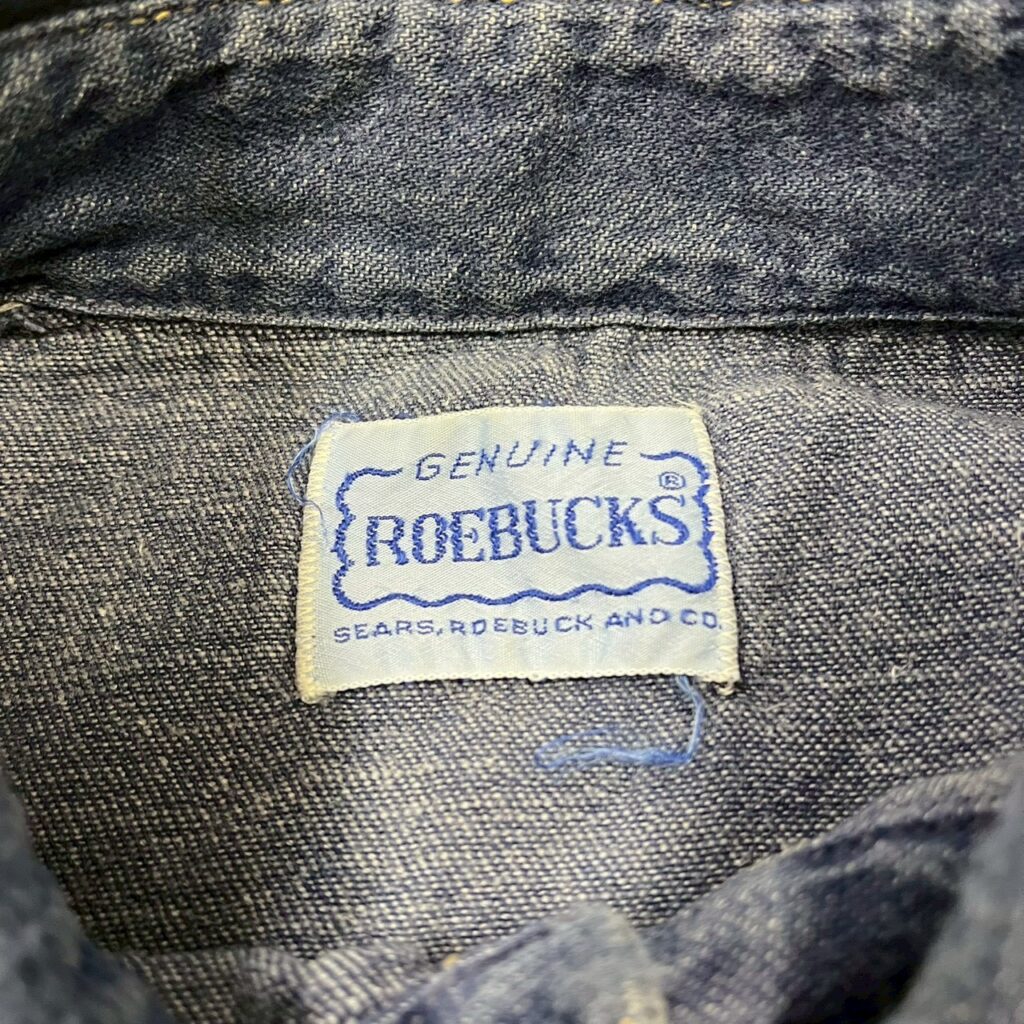 GENUINE
ROEBUCKS®
SEARS, ROEBUCK AND CO.